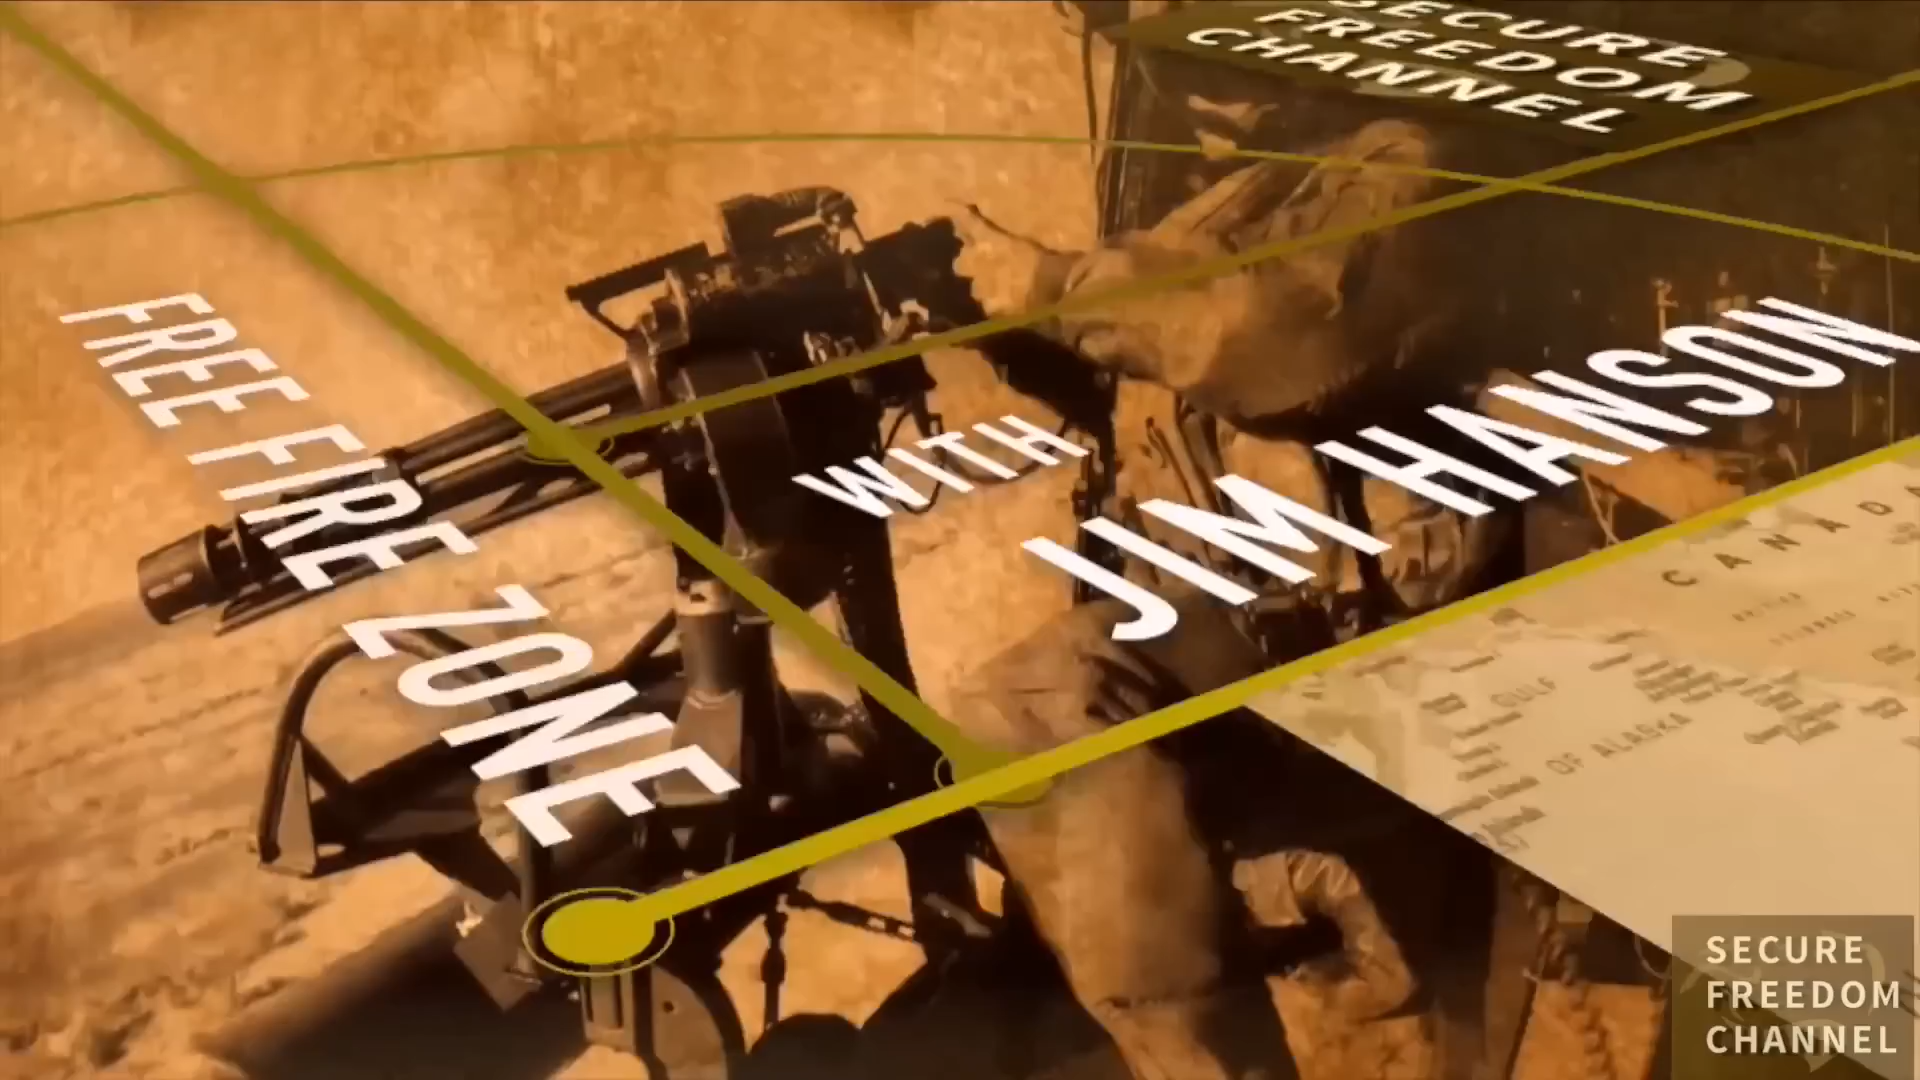 SECURE
FREEDOM
CHANNEL
FREE FIRE ZONE
WITH
JIM HANSON
CANADA
GULF
OF ALASKA
SECURE
FREEDOM
CHANNEL